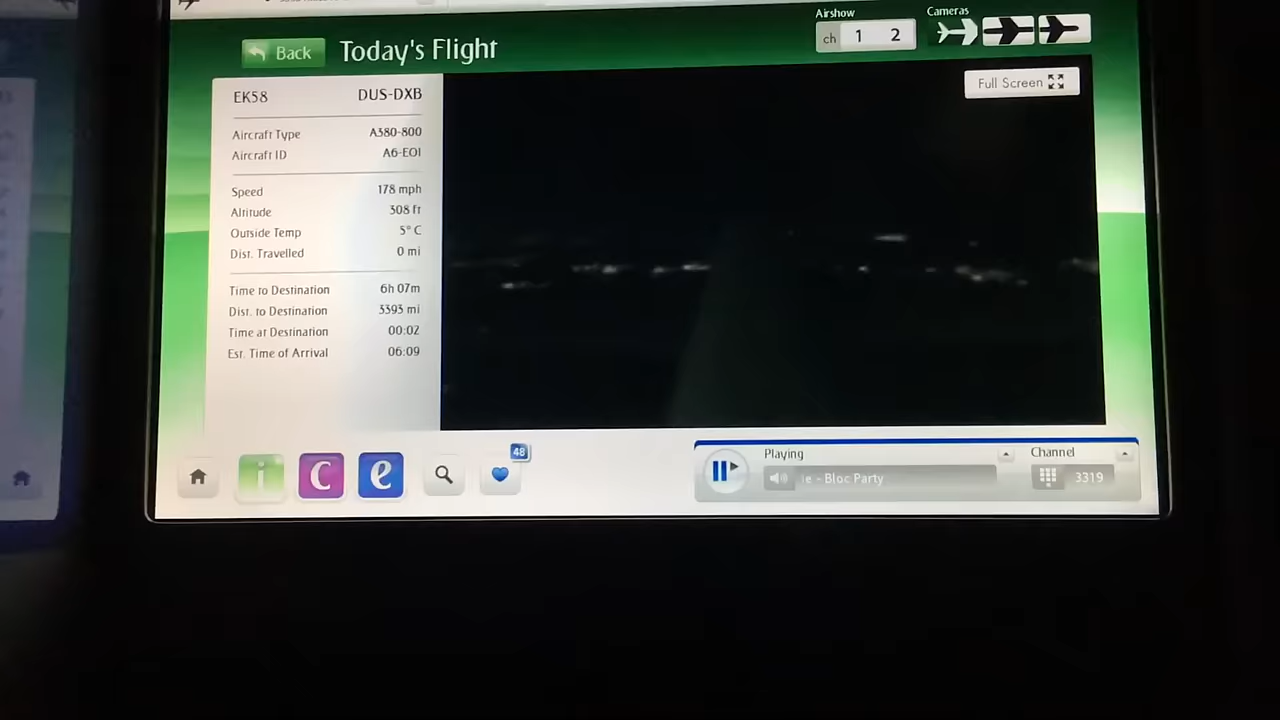 Airshow
Cameras
Back
Today's Flight
ch 1 2
Full Screen
EK58 DUS-DXB
Aircraft Type A380-800
Aircraft ID A6-EOI
Speed 178 mph
Altitude 308 ft
Outside Temp 5° C
Dist. Travelled 0 mi
Time to Destination 6h 07m
Dist. to Destination 3393 mi
Time at Destination 00:02
Est. Time of Arrival 06:09
48
i C e
Playing
Channel
ie - Bloc Party
3319